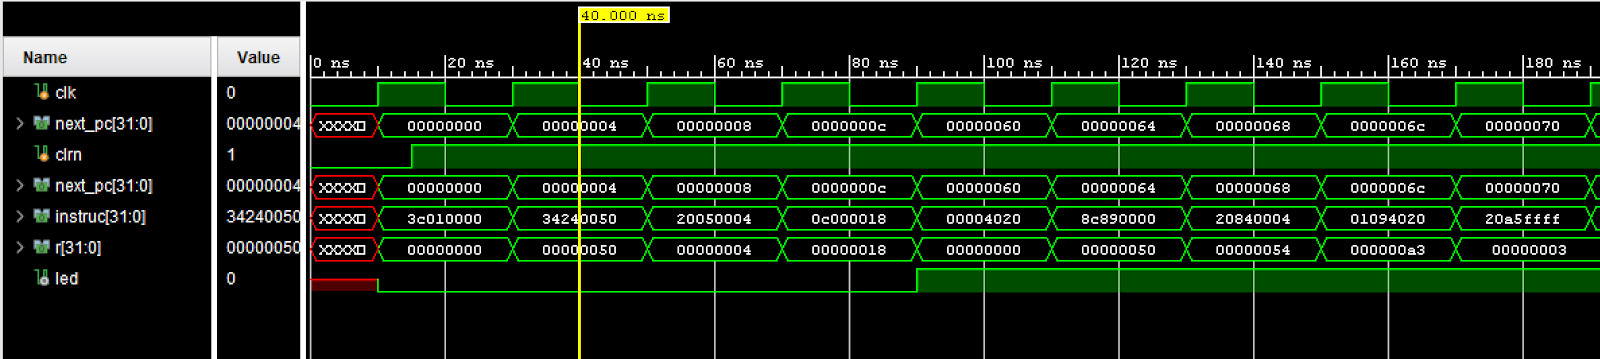 40.000 ns
Name Value
0 ns 20 ns 40 ns 60 ns 80 ns 100 ns 120 ns 140 ns 160 ns 180 ns
clk 0
next_pc[31:0] 00000004 XXXX 00000000 00000004 00000008 0000000c 00000060 00000064 00000068 0000006c 00000070
clrn 1
next_pc[31:0] 00000004 XXXX 00000000 00000004 00000008 0000000c 00000060 00000064 00000068 0000006c 00000070
instruc[31:0] 34240050 XXXX 3c010000 34240050 20050004 0c000018 00004020 8c890000 20840004 01094020 20a5ffff
r[31:0] 00000050 XXXX 00000000 00000050 00000004 00000018 00000000 00000050 00000054 000000a3 00000003
led 0